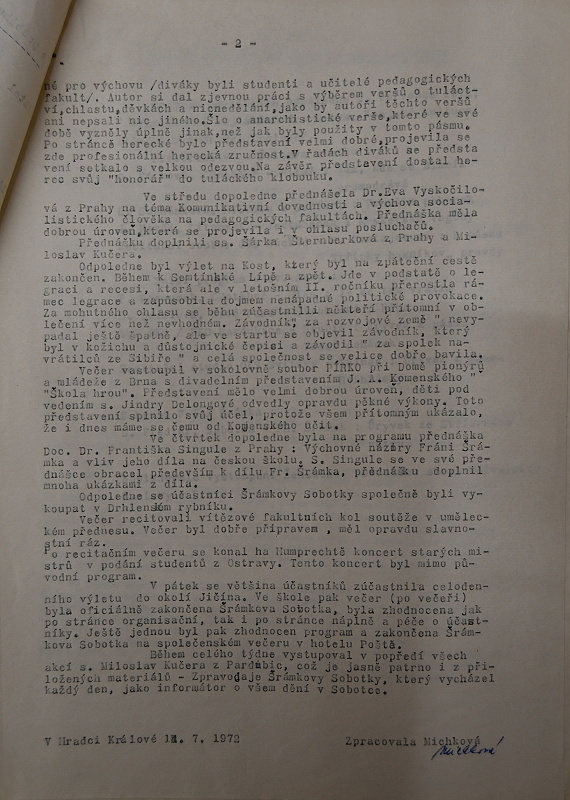 - 2 -
né pro výchovu /diváky byli studenti a učitelé pedagogických
fakult/. Autor si dal zjevnou práci s výběrem veršů o tuláct-
ví,chlastu,děvkách a nicnedělání,jako by autoři těchto veršů
ani nepsali nic jiného.Šlo o anarchistické verše,které ve své
době vyzněly úplně jinak,než jak byly použity v tomto pásmu.
Po stránce herecké bylo představení velmi dobré,projevila se
zde profesionální herecká zručnost.V řadách diváků se předsta
vení setkalo s velkou odezvou.Na závěr představení dostal he-
rec svůj "honorář" do tuláckého klobouku.
Ve středu dopoledne přednášela Dr.Eva Vyskočilo-
vá z Prahy na téma Komunikativní dovednosti a výchova socia-
listického člověka na pedagogických fakultách. Přednáška měla
dobrou úroveň,která se projevila i v ohlasu posluchačů.
Přednášku doplnili ss. Šárka Šternberková z Prahy a Mi-
loslav Kučera.
Odpoledne byl výlet na Kost, který byl na zpáteční cestě
zakončen. Během k Semtínské Lípě a zpět. Jde v podstatě o le-
graci a recesi, která ale v letošním II. ročníku přerostla rá-
mec legrace a zapůsobila dojmem nenápadné politické provokace.
Za mohutného ohlasu se běhu zúčastnili někteří přítomní v ob-
lečení více než nevhodném. Závodník, za rozvojové země " nevy-
padal ještě špatně, ale ve startu se objevil závodník, který
byl v kožichu a důstojnické čepici a závodil " za spolek na-
vrátilců ze Sibiře " a celá společnost se velice dobře bavila.
Večer vystoupil v sokolovně soubor PÍRKO při Domě pionýrů
a mládeže z Brna s divadelním představením J. A. Komenského "
"Škola hrou". Představení mělo velmi dobrou úroveň, děti pod
vedením s. Jindry Delongové odvedly opravdu pěkné výkony. Toto
představení splnilo svůj účel, protože všem přítomným ukázalo,
že i dnes máme se čemu od Komenského učit.
Ve čtvrtek dopoledne byla na programu přednáška
Doc. Dr. Františka Singule z Prahy : Výchovné názory Fráni Šrá-
mka a vliv jeho díla na českou školu. S. Singule se ve své pře-
dnášce obracel především k dílu Fr. Šrámka, přědnášku doplnil
mnoha ukázkami z díla.
Odpoledne se účastníci Šrámkovy Sobotky společně byli vy-
koupat v Drhlenském rybníku.
Večer recitovali vítězové fakultních kol soutěže v umělec-
kém přednesu. Večer byl dobře připravem , měl opravdu slavno-
stní ráz.
Po recitačním večeru se konal na Humprechtě koncert starých mi-
strů v podání studentů z Ostravy. Tento koncert byl mimo pů-
vodní program.
V pátek se většina účastníků zúčastnila celoden-
ního výletu do okolí Jičína. Ve škole pak večer (po večeři)
byla oficiálně zakončena Šrámkova Sobotka, byla zhodnocena jak
po stránce organisační, tak i po stránce náplně a péče o účast-
níky. Ještě jednou byl pak zhodnocen program a zakončena Šrám-
kova Sobotka na společenském večeru v hotelu Pošta.
Během celého týdne vystupoval v popředí všech
akcí s. Miloslav Kučera z Pardubic, což je jasně patrno i z při-
ložených materiálů - Zpravodaje Šrámkovy Sobotky, který vycházel
každý den, jako informátor o všem dění v Sobotce.
V Hradci Králové 11. 7. 1972 Zpracovala Michková
Michková